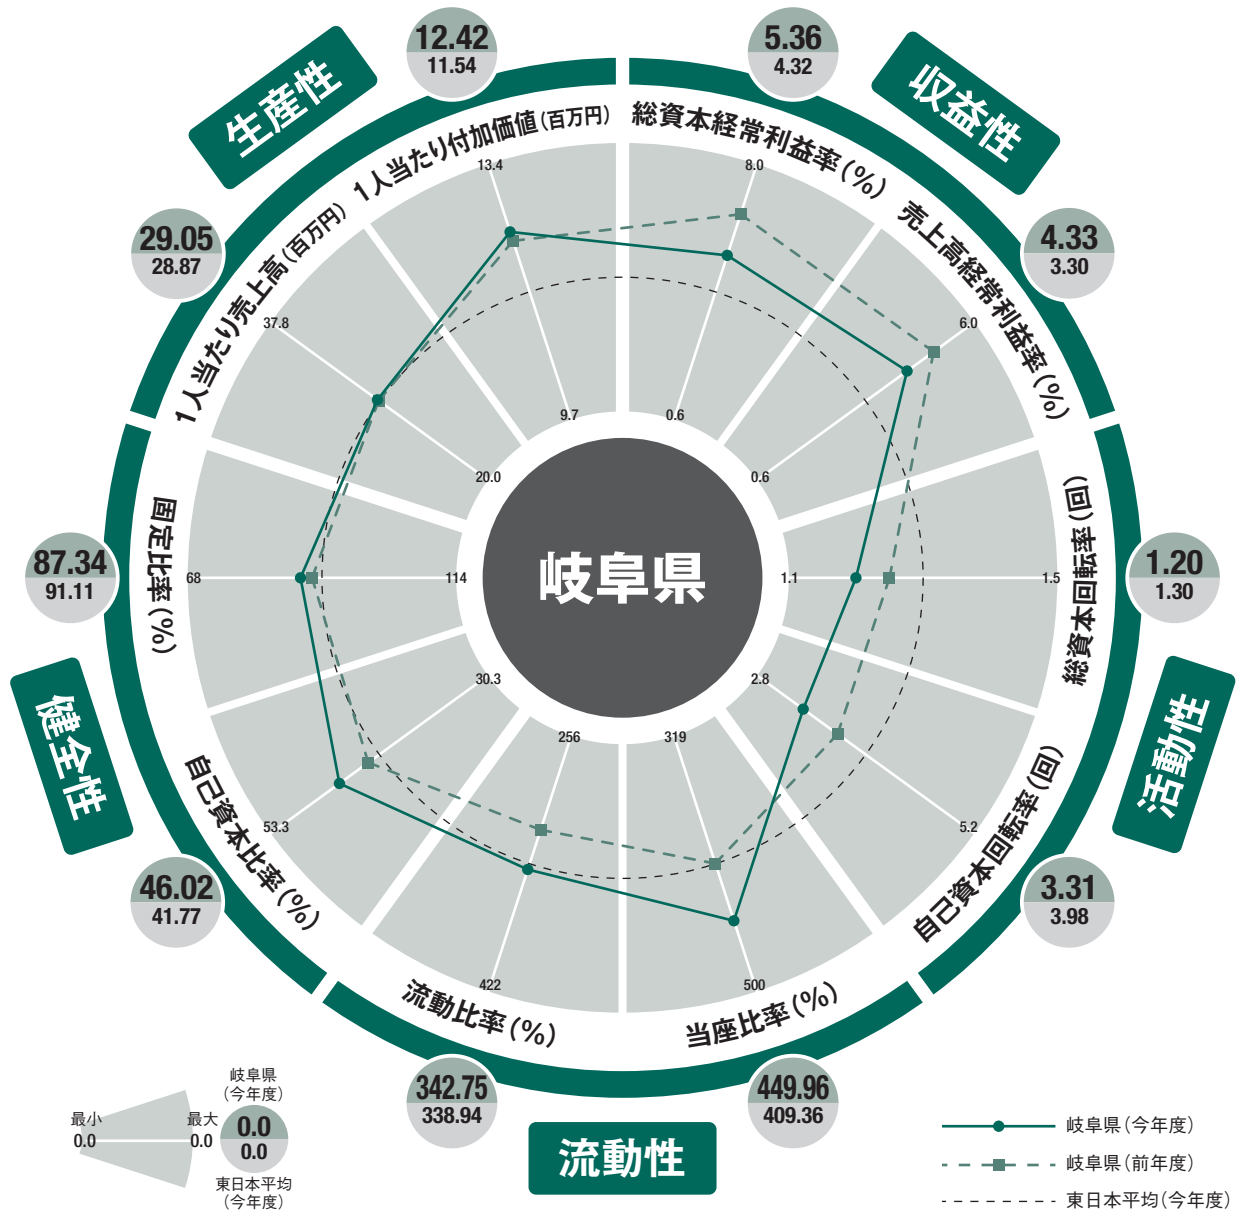 岐阜県
収益性
総資本経常利益率(%)
5.36
4.32
8.0
0.6
売上高経常利益率(%)
4.33
3.30
6.0
0.6
活動性
総資本回転率(回)
1.20
1.30
1.5
1.1
自己資本回転率(回)
3.31
3.98
5.2
2.8
流動性
当座比率(%)
449.96
409.36
500
319
流動比率(%)
342.75
338.94
422
256
健全性
自己資本比率(%)
46.02
41.77
53.3
30.3
固定比率(%)
87.34
91.11
68
114
生産性
1人当たり売上高(百万円)
29.05
28.87
37.8
20.0
1人当たり付加価値(百万円)
12.42
11.54
13.4
9.7
岐阜県
(今年度)
最小
0.0
最大
0.0
0.0
0.0
東日本平均
(今年度)
岐阜県(今年度)
岐阜県(前年度)
東日本平均(今年度)